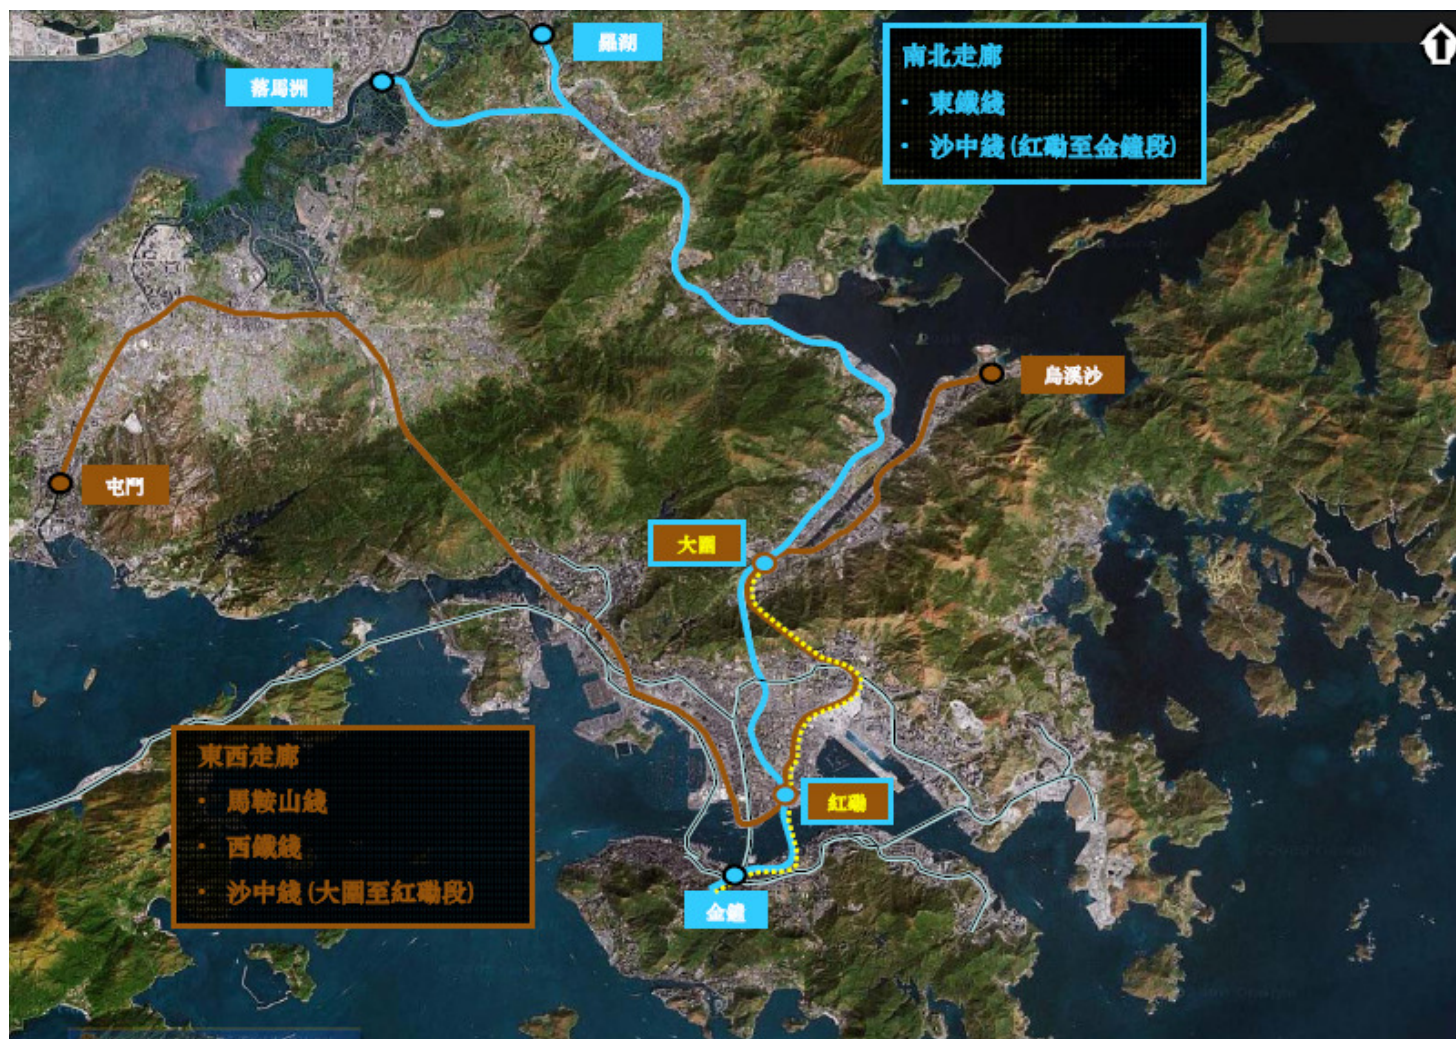 羅湖
落馬洲
南北走廊
• 東鐵綫
• 沙中綫 (紅磡至金鐘段)
烏溪沙
屯門
大圍
東西走廊
• 馬鞍山綫
• 西鐵綫
• 沙中綫 (大圍至紅磡段)
紅磡
金鐘